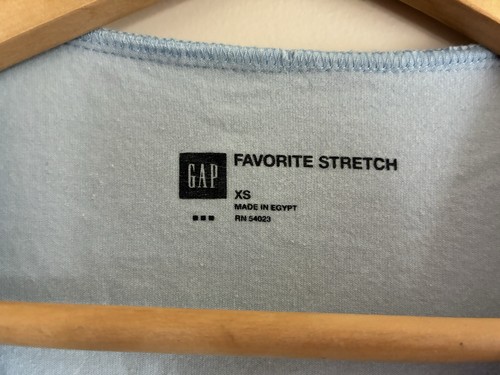 GAP
FAVORITE STRETCH
XS
MADE IN EGYPT
RN 54023